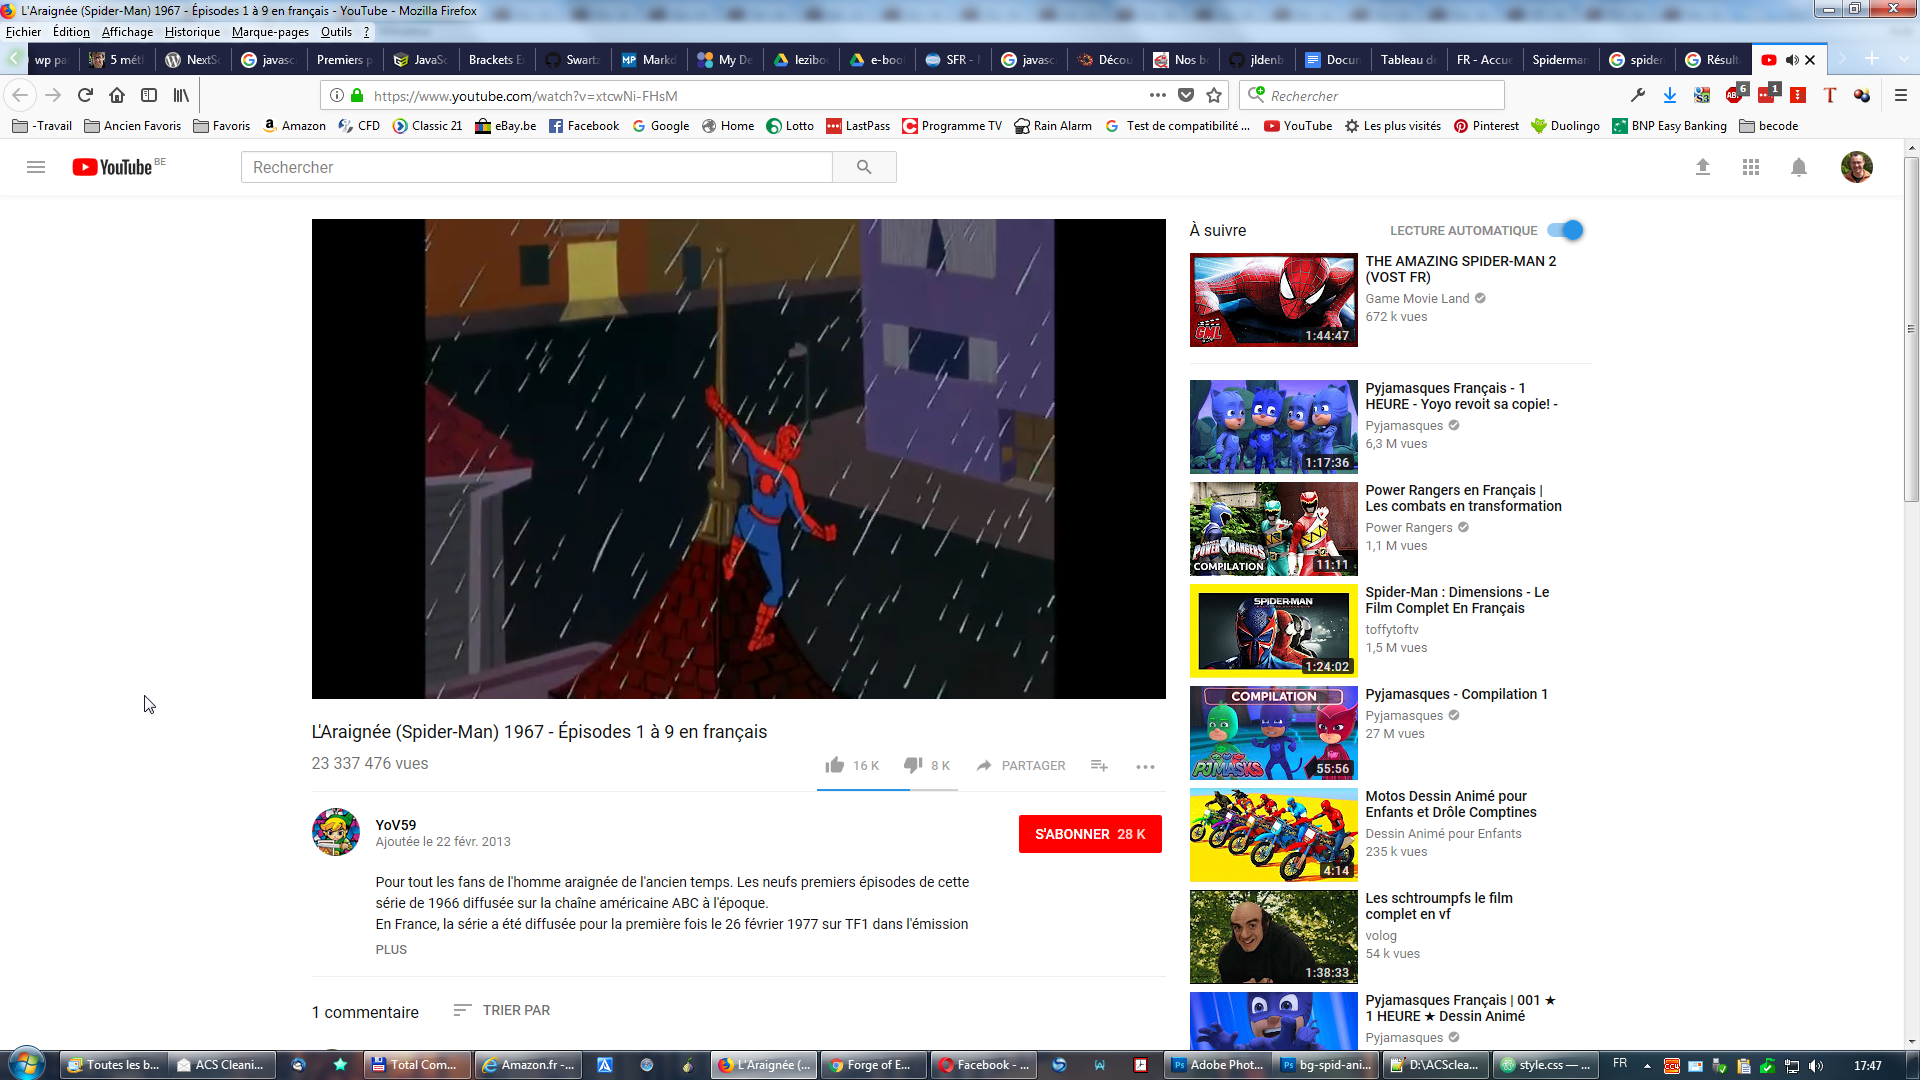 L'Araignée (Spider-Man) 1967 - Épisodes 1 à 9 en français - YouTube - Mozilla Firefox
Fichier Édition Affichage Historique Marque-pages Outils ?
wp pa 5 mét NextS javasc Premiers p JavaSc Brackets E Swartz Markd My De lezibo e-boo SFR - javasc Décou Nos b jldenb Docun Tableau de FR - Accue Spiderman spider Résult
https://www.youtube.com/watch?v=xtcwNi-FHsM Rechercher 6 1
-Travail Ancien Favoris Favoris Amazon CFD Classic 21 eBay.be Facebook Google Home Lotto LastPass Programme TV Rain Alarm Test de compatibilité ... YouTube Les plus visités Pinterest Duolingo BNP Easy Banking becode
YouTube BE Rechercher
À suivre LECTURE AUTOMATIQUE
THE AMAZING SPIDER-MAN 2
(VOST FR)
Game Movie Land
672 k vues
GML 1:44:47
Pyjamasques Français - 1
HEURE - Yoyo revoit sa copie! -
Pyjamasques
6,3 M vues
1:17:36
Power Rangers en Français |
Les combats en transformation
Power Rangers
1,1 M vues
POWER RANGERS
COMPILATION 11:11
Spider-Man : Dimensions - Le
Film Complet En Français
toffytoftv
1,5 M vues
SPIDER-MAN
1:24:02
Pyjamasques - Compilation 1
Pyjamasques
27 M vues
COMPILATION
PJMASKS 55:56
Motos Dessin Animé pour
Enfants et Drôle Comptines
Dessin Animé pour Enfants
235 k vues
4:14
Les schtroumpfs le film
complet en vf
volog
54 k vues
1:38:33
Pyjamasques Français | 001 ★
1 HEURE ★ Dessin Animé
Pyjamasques
L'Araignée (Spider-Man) 1967 - Épisodes 1 à 9 en français
23 337 476 vues
16 K 8 K PARTAGER
YoV59
Ajoutée le 22 févr. 2013
S'ABONNER 28 K
Pour tout les fans de l'homme araignée de l'ancien temps. Les neufs premiers épisodes de cette
série de 1966 diffusée sur la chaîne américaine ABC à l'époque.
En France, la série a été diffusée pour la première fois le 26 février 1977 sur TF1 dans l'émission
PLUS
1 commentaire TRIER PAR
Toutes les b... ACS Cleani... Total Com... Amazon.fr -... L'Araignée (... Forge of E... Facebook - ... Adobe Phot... bg-spid-ani... D:\ACSclea... style.css — ... FR 17:47